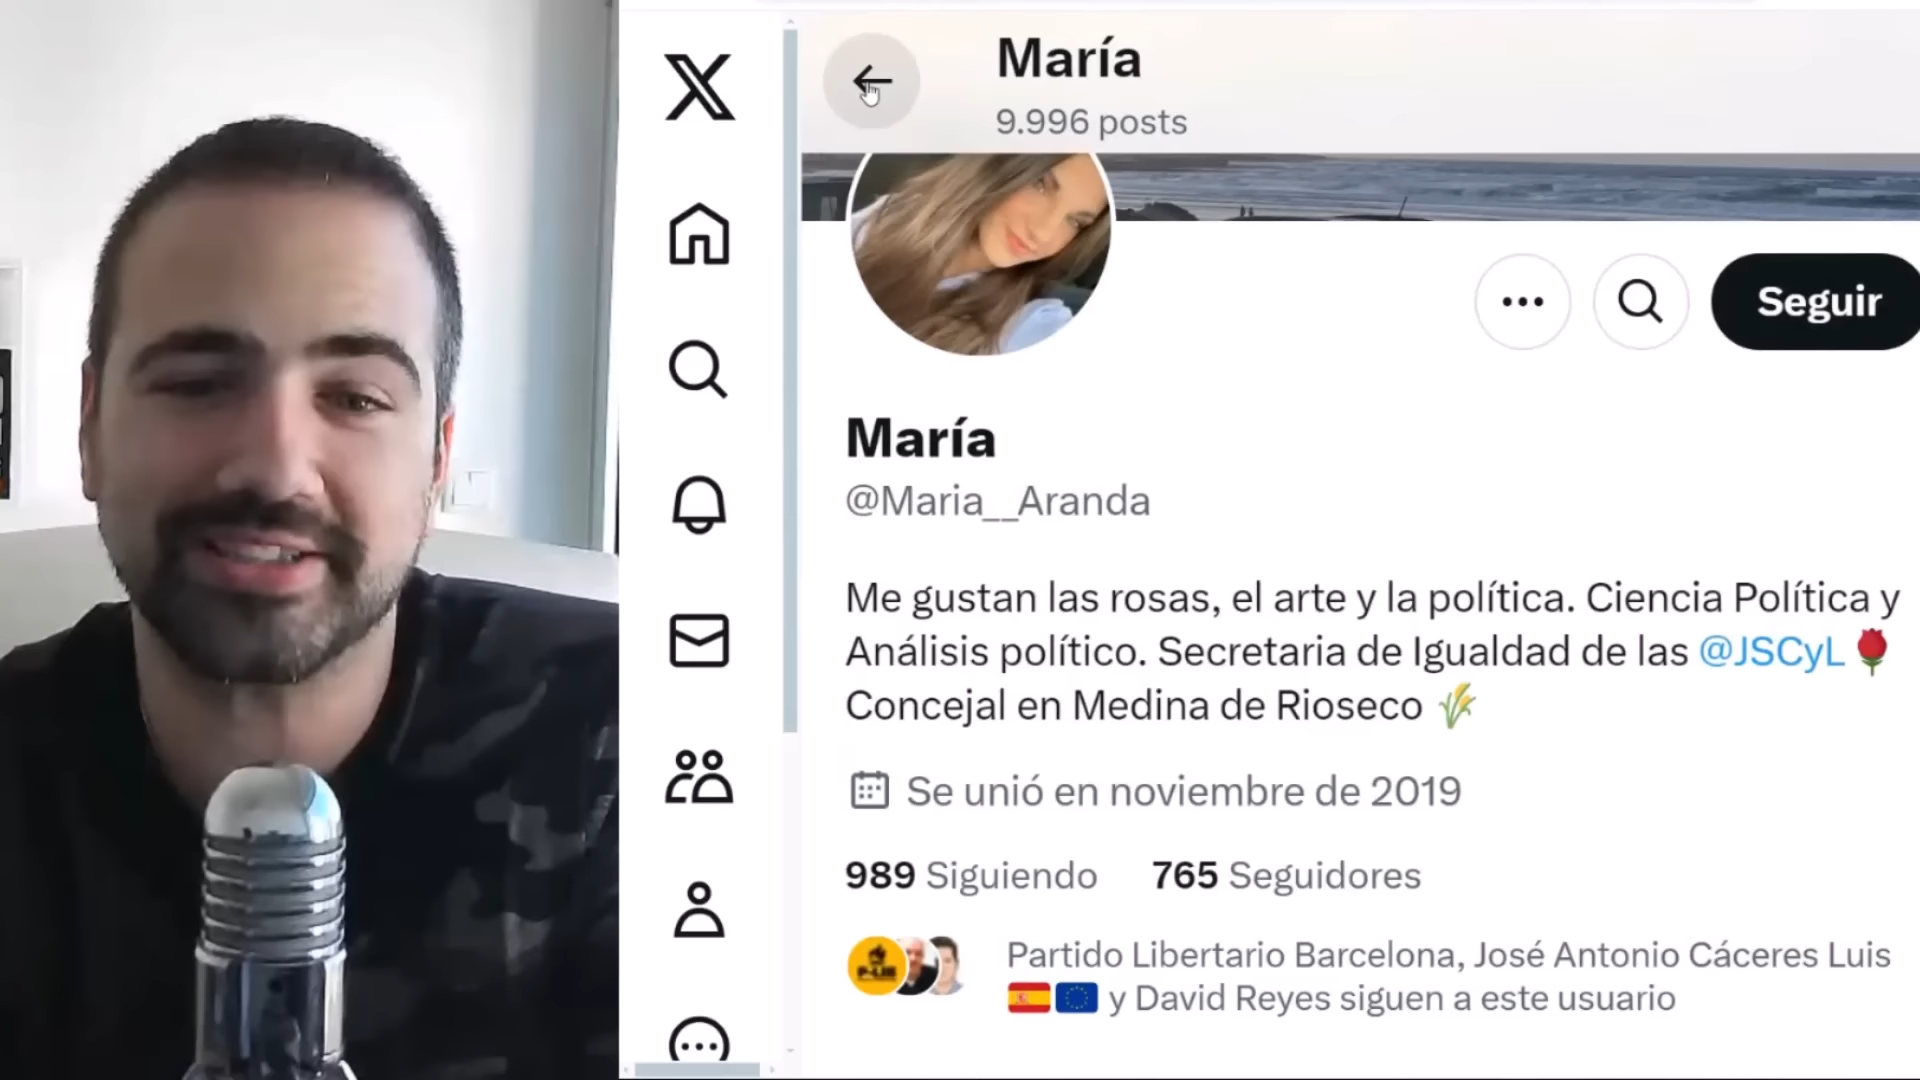 María
9.996 posts
Seguir
María
@Maria__Aranda
Me gustan las rosas, el arte y la política. Ciencia Política y
Análisis político. Secretaria de Igualdad de las @JSCyL
Concejal en Medina de Rioseco
Se unió en noviembre de 2019
989 Siguiendo 765 Seguidores
P-LIB
Partido Libertario Barcelona, José Antonio Cáceres Luis
y David Reyes siguen a este usuario